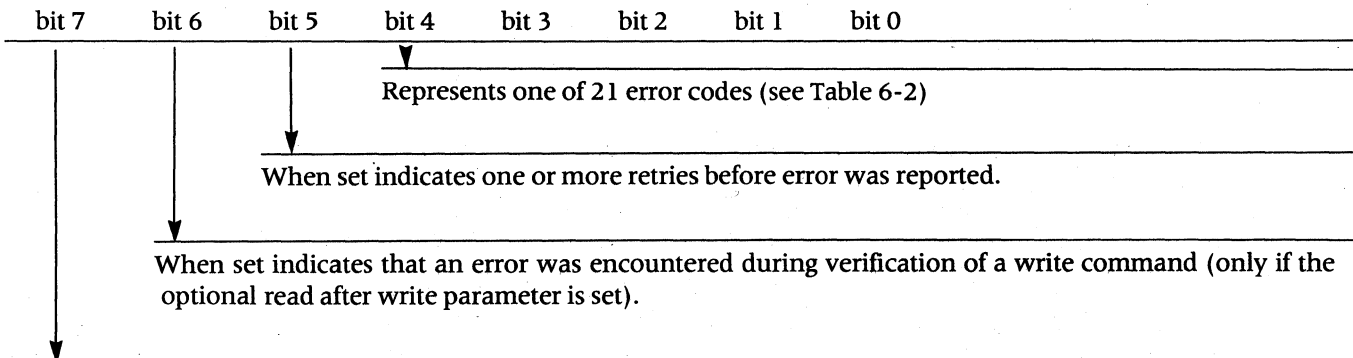 bit 7 bit 6 bit 5 bit 4 bit 3 bit 2 bit 1 bit 0
Represents one of 21 error codes (see Table 6-2)
When set indicates one or more retries before error was reported.
When set indicates that an error was encountered during verification of a write command (only if the
optional read after write parameter is set).